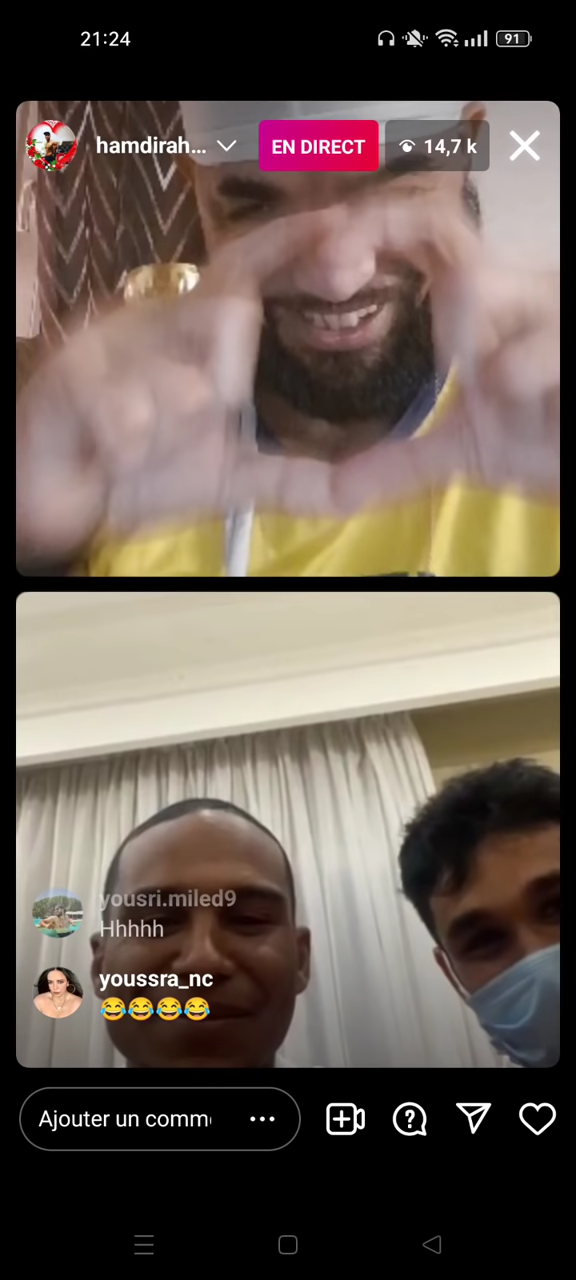 21:24
91
hamdirah...
EN DIRECT
14,7 k
yousri.miled9
Hhhhh
youssra_nc
😂😂😂😂
Ajouter un comm